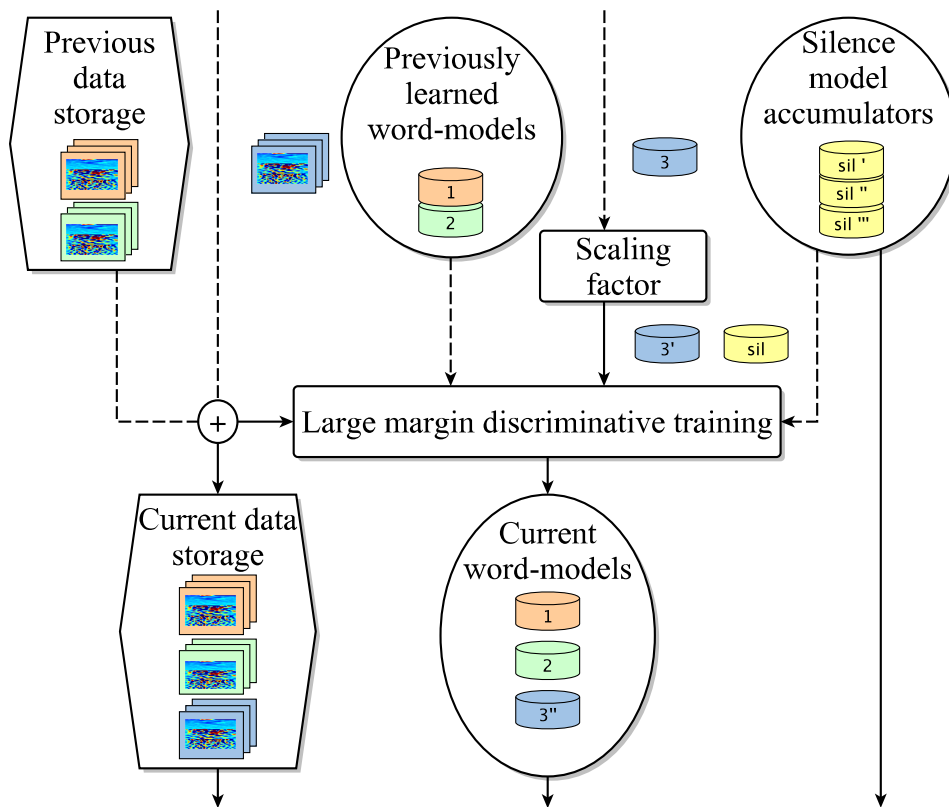 Previous
data
storage
Previously
learned
word-models
1
2
3
Silence
model
accumulators
sil '
sil ''
sil '''
Scaling
factor
3'
sil
+
Large margin discriminative training
Current data
storage
Current
word-models
1
2
3''